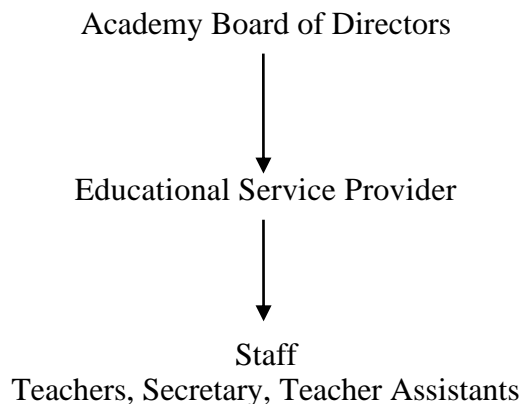 Academy Board of Directors
Educational Service Provider
Staff
Teachers, Secretary, Teacher Assistants